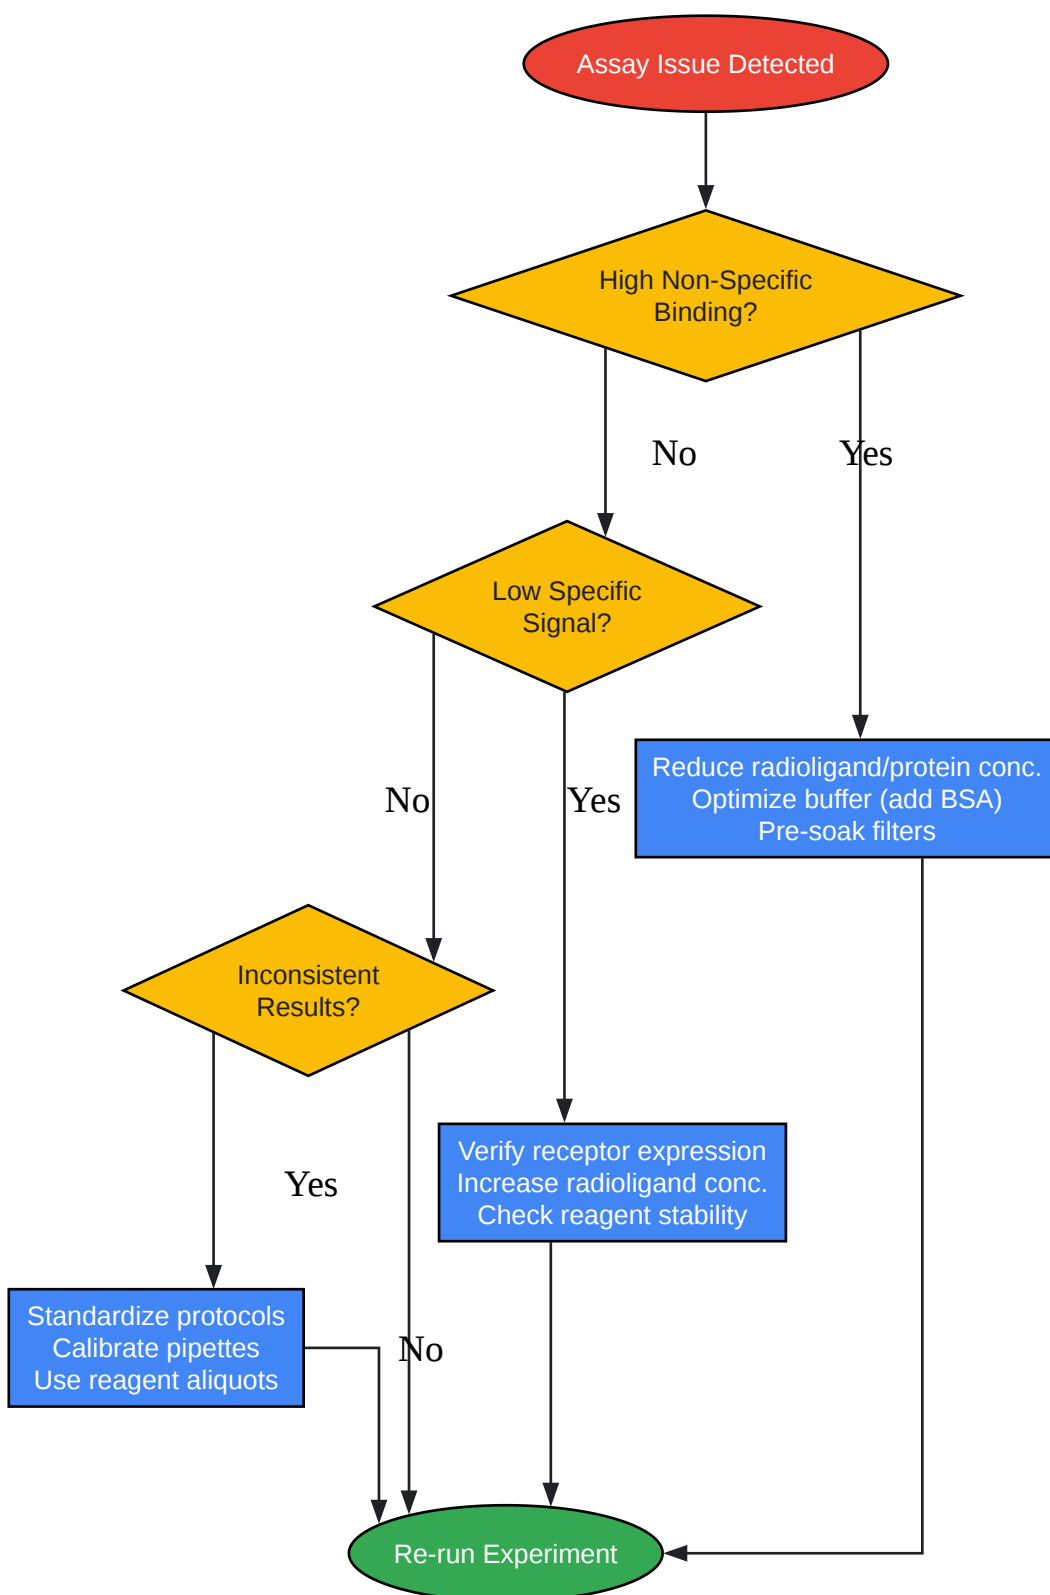 Assay Issue Detected
High Non-Specific
Binding?
No
Yes
Low Specific
Signal?
Reduce radioligand/protein conc.
Optimize buffer (add BSA)
Pre-soak filters
No
Yes
Inconsistent
Results?
Verify receptor expression
Increase radioligand conc.
Check reagent stability
Yes
Standardize protocols
Calibrate pipettes
Use reagent aliquots
No
Re-run Experiment